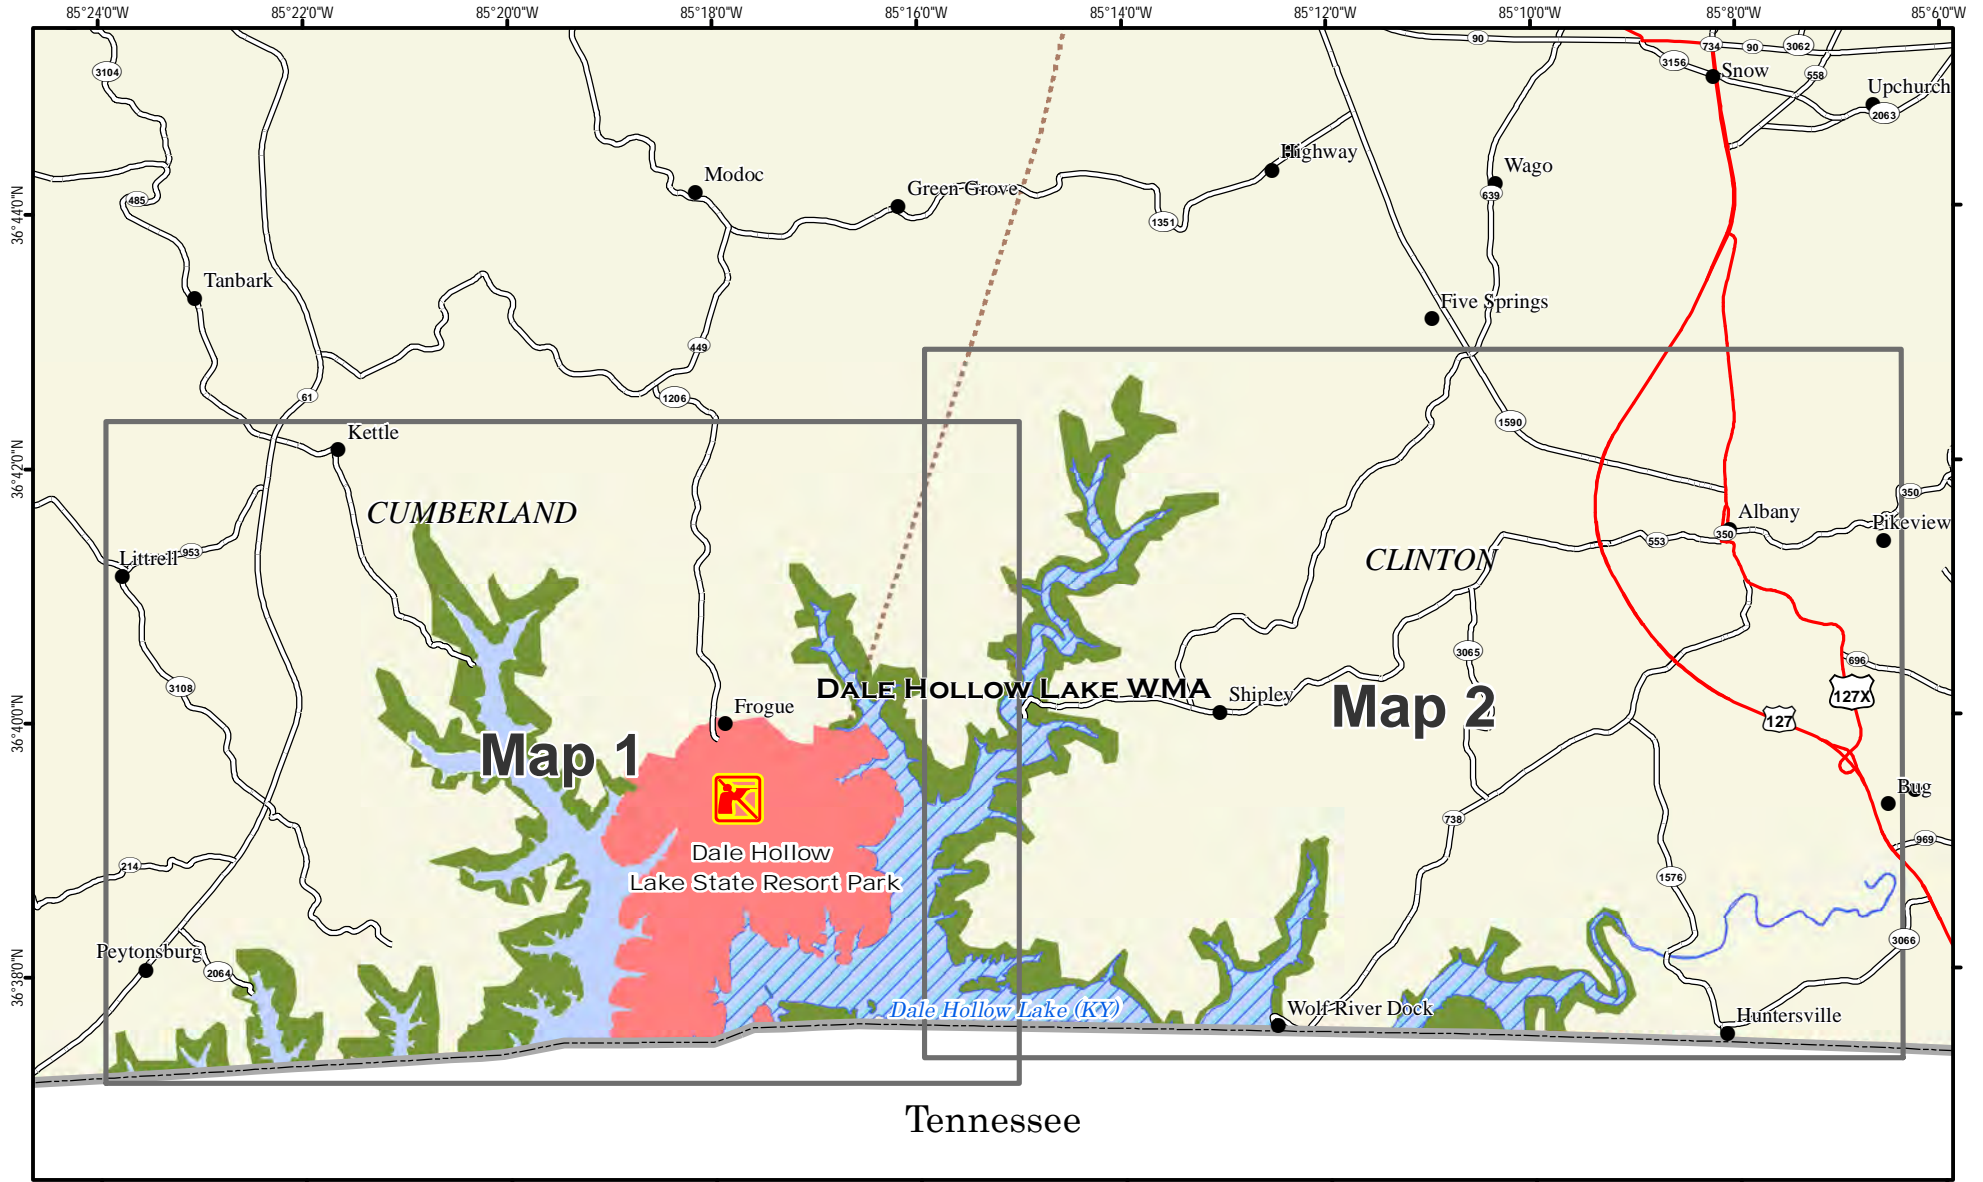 85°24'0"W
85°22'0"W
85°20'0"W
85°18'0"W
85°16'0"W
85°14'0"W
85°12'0"W
85°10'0"W
85°8'0"W
85°6'0"W
90
734
90
3062
3104
3156
Snow
558
Upchurch
2063
Highway
Modoc
Wago
Green Grove
639
485
1351
36°44'0"N
Tanbark
Five Springs
449
61
1206
1590
Kettle
36°42'0"N
350
CUMBERLAND
Albany
Pikeview
350
553
953
Littrell
CLINTON
3065
696
3108
DALE HOLLOW LAKE WMA
Shipley
127X
Frogue
Map 2
127
36°40'0"N
Map 1
Bug
738
969
Dale Hollow
Lake State Resort Park
214
1576
3066
Peytonsburg
2064
36°38'0"N
Dale Hollow Lake (KY)
Wolf River Dock
Huntersville
Tennessee